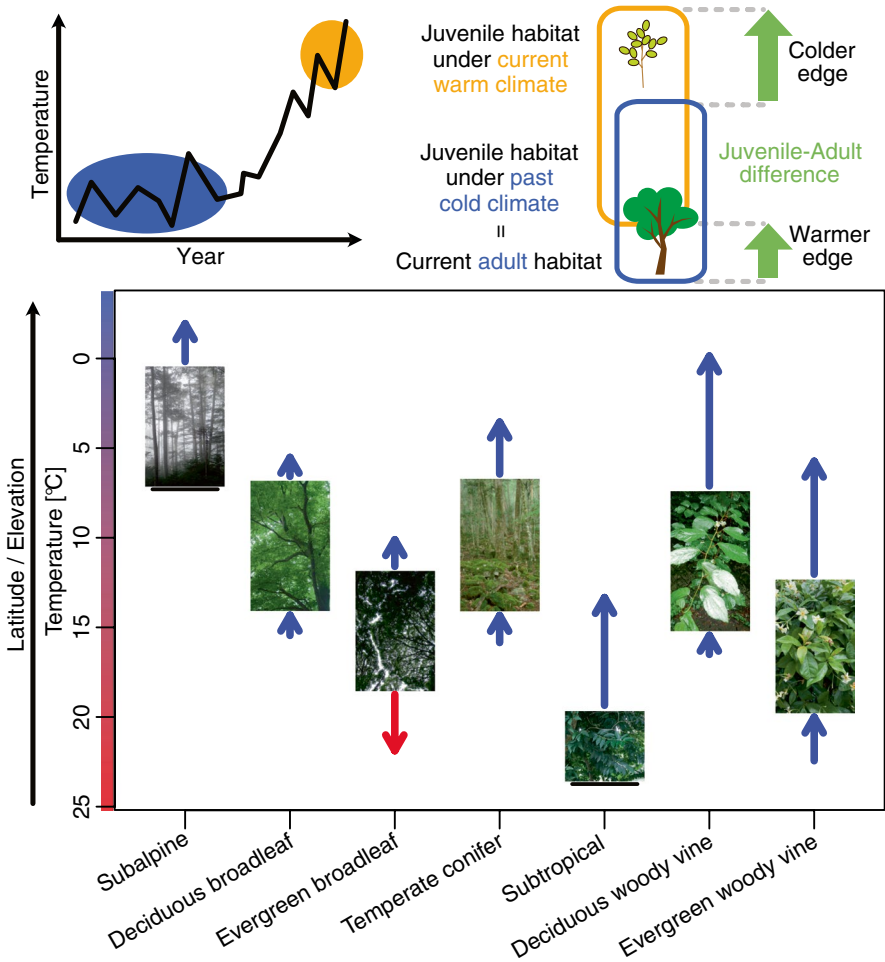 Temperature
Year
Juvenile habitat
under current
warm climate
Juvenile habitat
under past
cold climate
=
Current adult habitat
Colder
edge
Juvenile-Adult
difference
Warmer
edge
Latitude / Elevation
Temperature [℃]
0
5
10
15
20
25
Subalpine
Deciduous broadleaf
Evergreen broadleaf
Temperate conifer
Subtropical
Deciduous woody vine
Evergreen woody vine